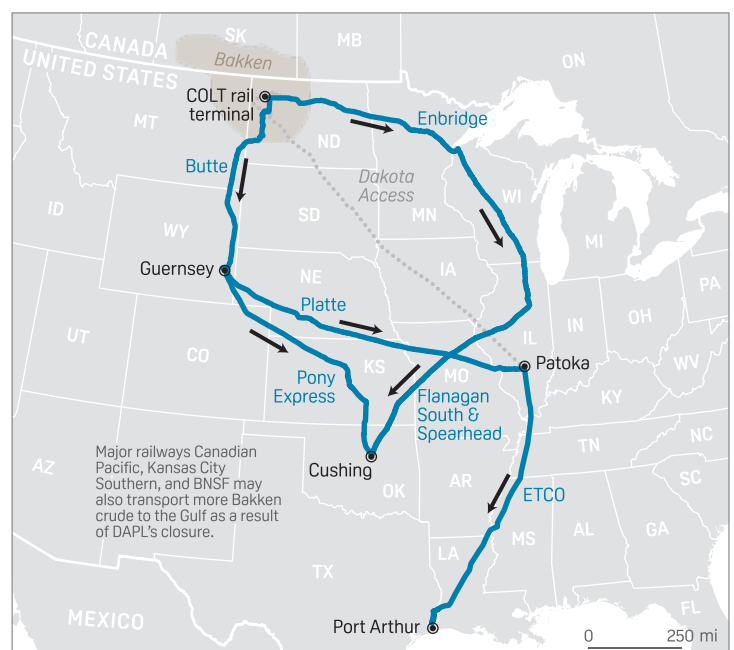 SK
MB
ON
CANADA
UNITED STATES
Bakken
COLT rail
terminal
MT
ND
Enbridge
Butte
Dakota
Access
ID
WY
SD
MN
WI
MI
Guernsey
NE
IA
PA
Platte
UT
CO
IL
IN
OH
WV
Patoka
KS
MO
KY
Pony
Express
Flanagan
South &
Spearhead
NC
TN
Cushing
Major railways Canadian
Pacific, Kansas City
Southern, and BNSF may
also transport more Bakken
crude to the Gulf as a result
of DAPL's closure.
AZ
OK
AR
SC
ETCO
MS
AL
GA
LA
TX
MEXICO
FL
Port Arthur
0 250 mi